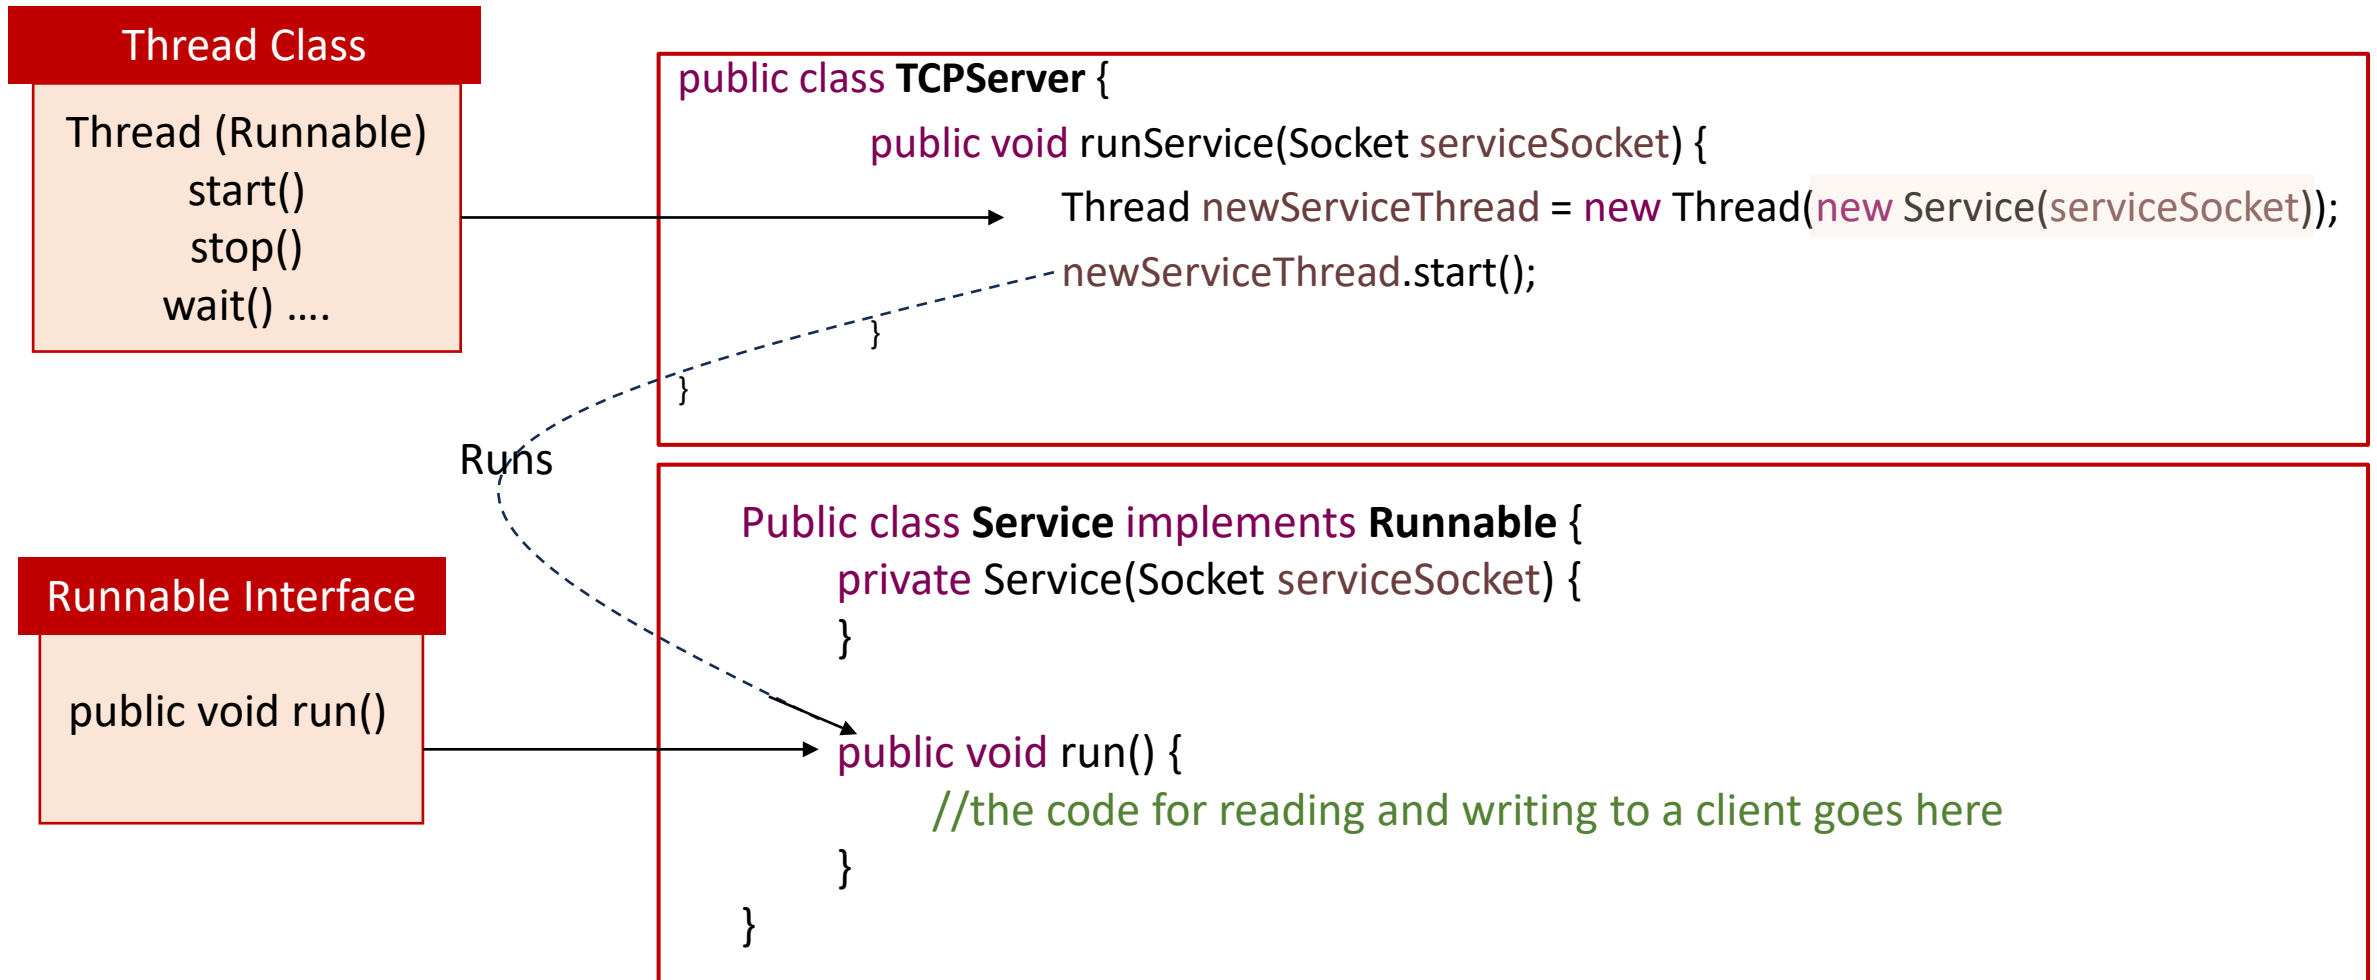 Thread Class
Thread (Runnable)
start()
stop()
wait() ....
public class TCPServer {
public void runService(Socket serviceSocket) {
Thread newServiceThread = new Thread(new Service(serviceSocket));
newServiceThread.start();
}
}
Runs
Runnable Interface
public void run()
Public class Service implements Runnable {
private Service(Socket serviceSocket) {
}
public void run() {
//the code for reading and writing to a client goes here
}
}